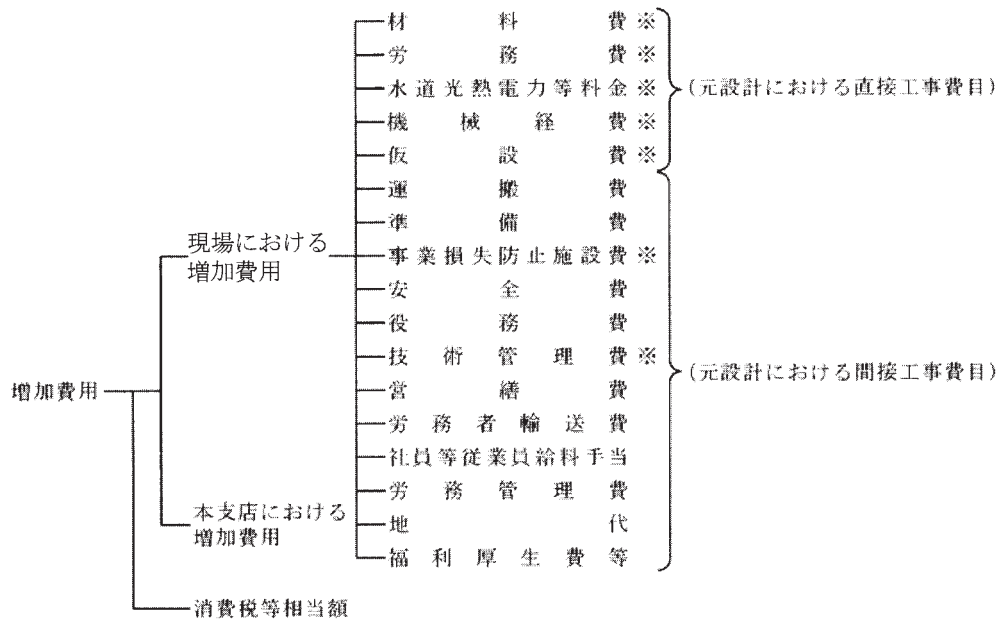 増加費用
現場における
増加費用
材料費※
労務費※
水道光熱電力等料金※
機械経費※
仮設費※
(元設計における直接工事費目)
運搬費
準備費
事業損失防止施設費※
安全費
役務費
技術管理費※
営繕費
労務者輸送費
社員等従業員給料手当
労務管理費
地代
福利厚生費等
(元設計における間接工事費目)
本支店における
増加費用
消費税等相当額